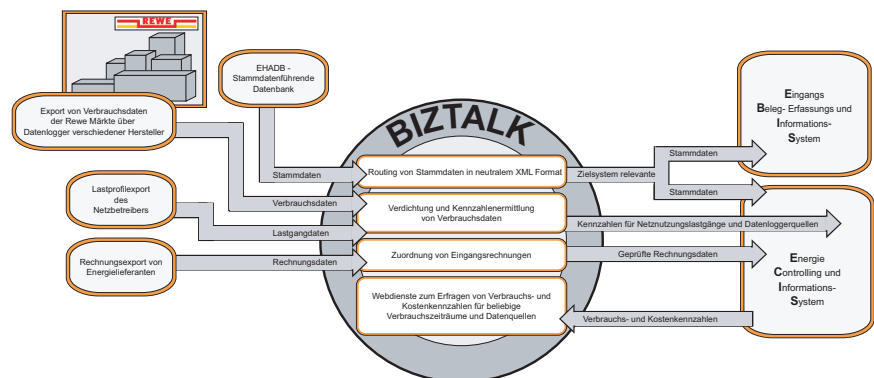 REWE
EHADB -
Stammdatenführende
Datenbank
Export von Verbrauchsdaten
der Rewe Märkte über
Datenlogger verschiedener Hersteller
Lastprofilexport
des
Netzbetreibers
Rechnungsexport von
Energielieferanten
Stammdaten
Verbrauchsdaten
Lastgangdaten
Rechnungsdaten
BIZTALK
Routing von Stammdaten in neutralem XML Format
Verdichtung und Kennzahlenermittlung
von Verbrauchsdaten
Zuordnung von Eingangsrechnungen
Webdienste zum Erfragen von Verbrauchs- und
Kostenkennzahlen für beliebige
Verbrauchszeiträume und Datenquellen
Zielsystem relevante
Stammdaten
Stammdaten
Kennzahlen für Netznutzungslastgänge und Datenloggerquellen
Geprüfte Rechnungsdaten
Verbrauchs- und Kostenkennzahlen
Eingangs
Beleg- Erfassungs und
Informations-
System
Energie
Controlling und
Informations-
System